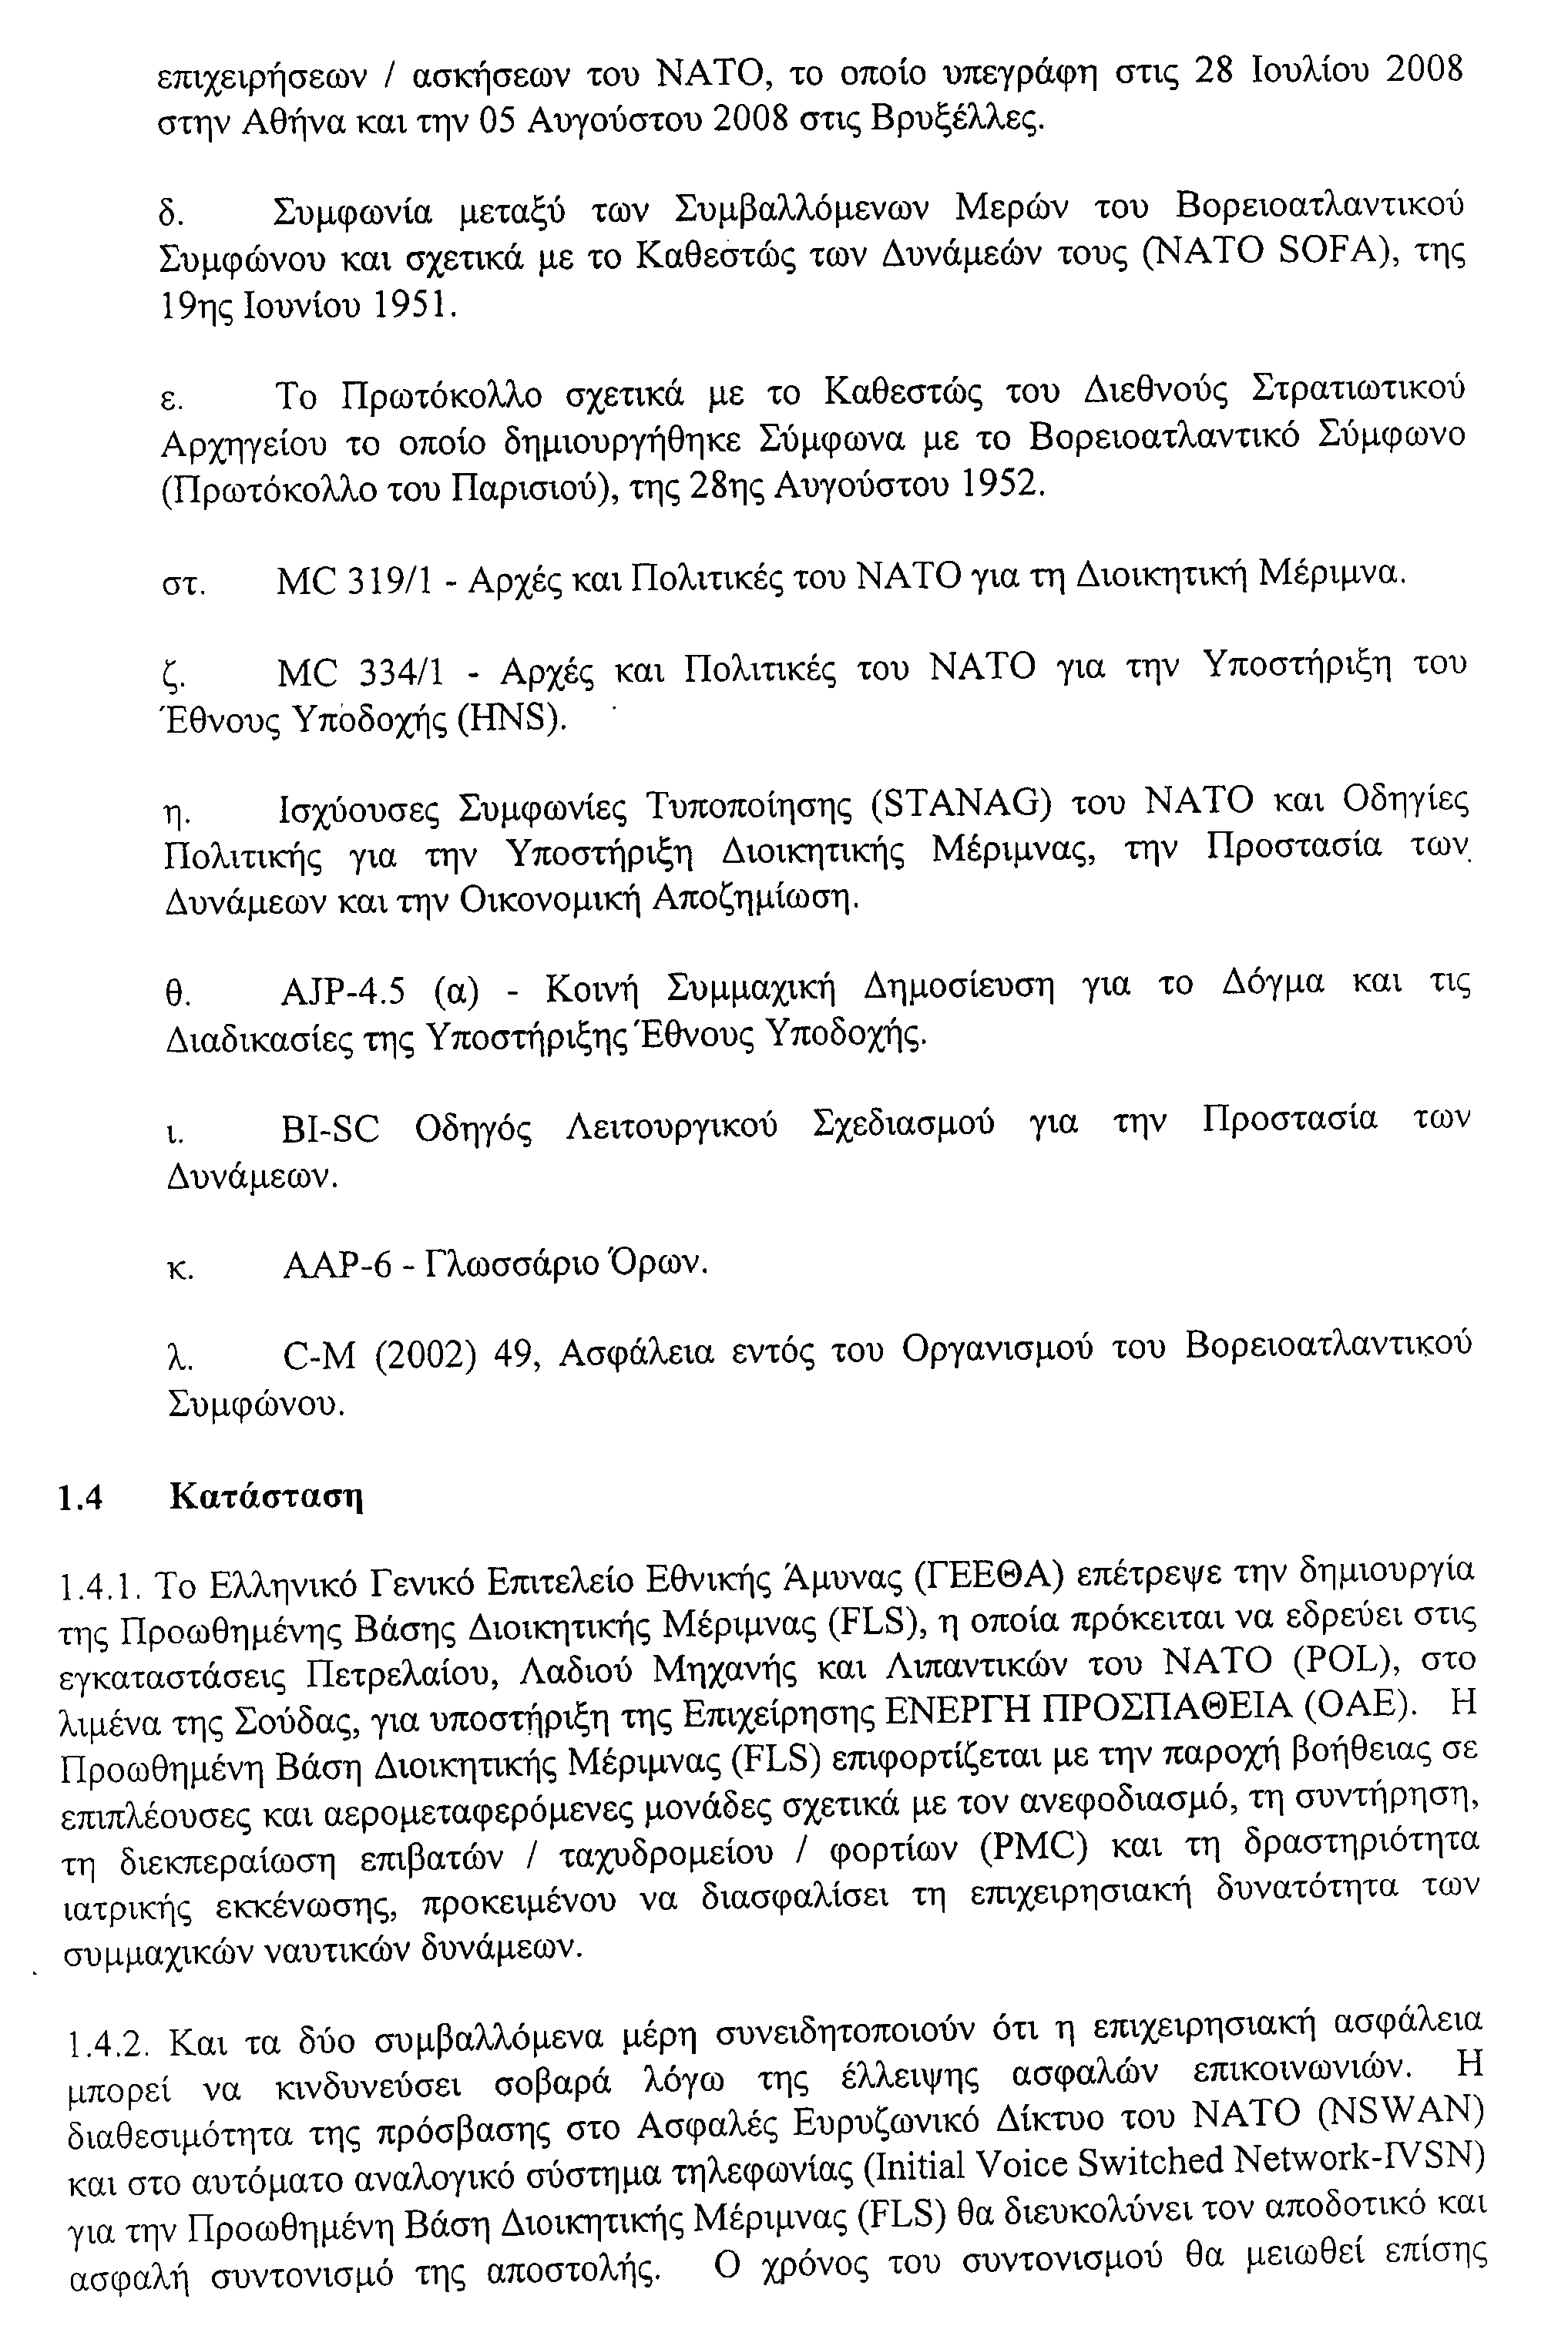 επιχειρήσεων / ασκήσεων του ΝΑΤΟ, το οποίο υπεγράφη στις 28 Ιουλίου 2008
στην Αθήνα και την 05 Αυγούστου 2008 στις Βρυξέλλες.
δ. Συμφωνία μεταξύ των Συμβαλλόμενων Μερών του Βορειοατλαντικού
Συμφώνου και σχετικά με το Καθεστώς των Δυνάμεών τους (NATO SOFA), της
19ης Ιουνίου 1951.
ε. Το Πρωτόκολλο σχετικά με το Καθεστώς του Διεθνούς Στρατιωτικού
Αρχηγείου το οποίο δημιουργήθηκε Σύμφωνα με το Βορειοατλαντικό Σύμφωνο
(Πρωτόκολλο του Παρισιού), της 28ης Αυγούστου 1952.
στ. MC 319/1 - Αρχές και Πολιτικές του ΝΑΤΟ για τη Διοικητική Μέριμνα.
ζ. MC 334/1 - Αρχές και Πολιτικές του ΝΑΤΟ για την Υποστήριξη του
Έθνους Υποδοχής (HNS).
η. Ισχύουσες Συμφωνίες Τυποποίησης (STANAG) του ΝΑΤΟ και Οδηγίες
Πολιτικής για την Υποστήριξη Διοικητικής Μέριμνας, την Προστασία των
Δυνάμεων και την Οικονομική Αποζημίωση.
θ. AJP-4.5 (α) - Κοινή Συμμαχική Δημοσίευση για το Δόγμα και τις
Διαδικασίες της Υποστήριξης Έθνους Υποδοχής.
ι. BI-SC Οδηγός Λειτουργικού Σχεδιασμού για την Προστασία των
Δυνάμεων.
κ. AAP-6 - Γλωσσάριο Όρων.
λ. C-M (2002) 49, Ασφάλεια εντός του Οργανισμού του Βορειοατλαντικού
Συμφώνου.
1.4 Κατάσταση
1.4.1. Το Ελληνικό Γενικό Επιτελείο Εθνικής Άμυνας (ΓΕΕΘΑ) επέτρεψε την δημιουργία
της Προωθημένης Βάσης Διοικητικής Μέριμνας (FLS), η οποία πρόκειται να εδρεύει στις
εγκαταστάσεις Πετρελαίου, Λαδιού Μηχανής και Λιπαντικών του ΝΑΤΟ (POL), στο
λιμένα της Σούδας, για υποστήριξη της Επιχείρησης ΕΝΕΡΓΗ ΠΡΟΣΠΑΘΕΙΑ (OAE). Η
Προωθημένη Βάση Διοικητικής Μέριμνας (FLS) επιφορτίζεται με την παροχή βοήθειας σε
επιπλέουσες και αερομεταφερόμενες μονάδες σχετικά με τον ανεφοδιασμό, τη συντήρηση,
τη διεκπεραίωση επιβατών / ταχυδρομείου / φορτίων (PMC) και τη δραστηριότητα
ιατρικής εκκένωσης, προκειμένου να διασφαλίσει τη επιχειρησιακή δυνατότητα των
συμμαχικών ναυτικών δυνάμεων.
1.4.2. Και τα δύο συμβαλλόμενα μέρη συνειδητοποιούν ότι η επιχειρησιακή ασφάλεια
μπορεί να κινδυνεύσει σοβαρά λόγω της έλλειψης ασφαλών επικοινωνιών. Η
διαθεσιμότητα της πρόσβασης στο Ασφαλές Ευρυζωνικό Δίκτυο του ΝΑΤΟ (NSWAN)
και στο αυτόματο αναλογικό σύστημα τηλεφωνίας (Initial Voice Switched Network-IVSN)
για την Προωθημένη Βάση Διοικητικής Μέριμνας (FLS) θα διευκολύνει τον αποδοτικό και
ασφαλή συντονισμό της αποστολής. Ο χρόνος του συντονισμού θα μειωθεί επίσης